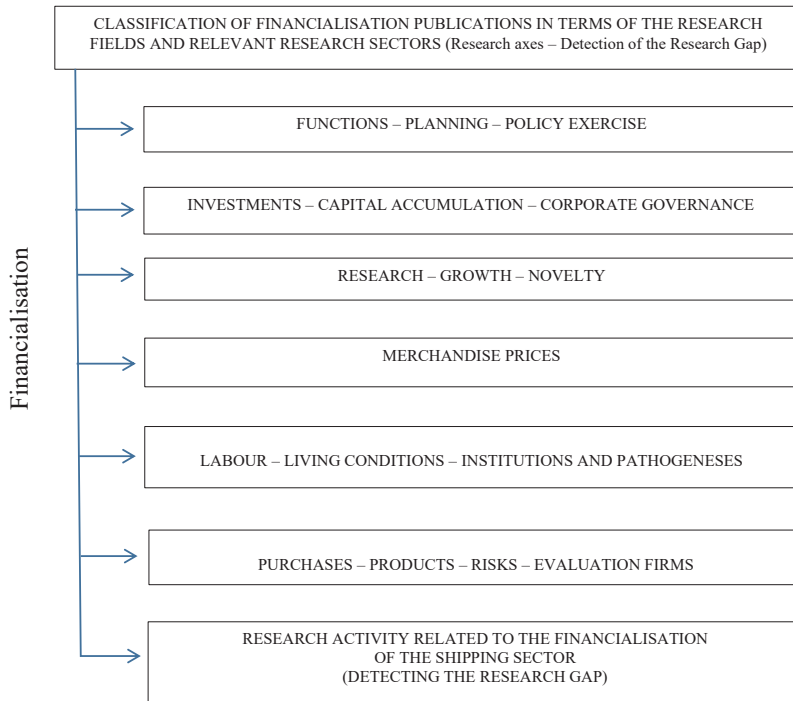 CLASSIFICATION OF FINANCIALISATION PUBLICATIONS IN TERMS OF THE RESEARCH
FIELDS AND RELEVANT RESEARCH SECTORS (Research axes – Detection of the Research Gap)
Financialisation
FUNCTIONS – PLANNING – POLICY EXERCISE
INVESTMENTS – CAPITAL ACCUMULATION – CORPORATE GOVERNANCE
RESEARCH – GROWTH – NOVELTY
MERCHANDISE PRICES
LABOUR – LIVING CONDITIONS – INSTITUTIONS AND PATHOGENESES
PURCHASES – PRODUCTS – RISKS – EVALUATION FIRMS
RESEARCH ACTIVITY RELATED TO THE FINANCIALISATION
OF THE SHIPPING SECTOR
(DETECTING THE RESEARCH GAP)